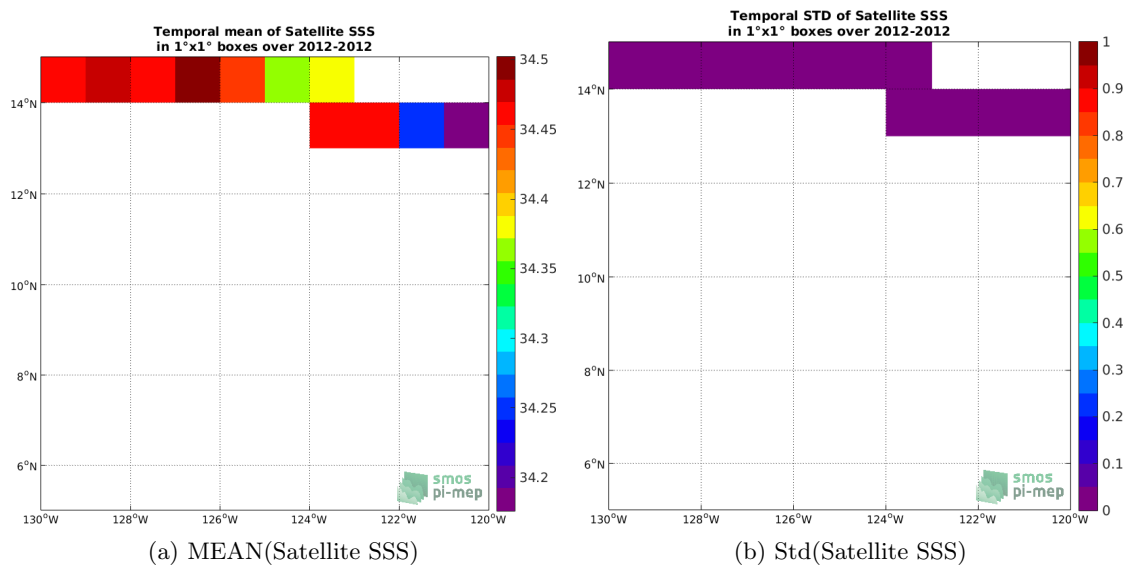 Temporal mean of Satellite SSS
in 1°x1° boxes over 2012-2012
34.5
34.45
34.4
34.35
34.3
34.25
34.2
14°N
12°N
10°N
8°N
6°N
130°W
128°W
126°W
124°W
122°W
120°W
smos
pi-mep
(a) MEAN(Satellite SSS)
Temporal STD of Satellite SSS
in 1°x1° boxes over 2012-2012
1
0.9
0.8
0.7
0.6
0.5
0.4
0.3
0.2
0.1
0
14°N
12°N
10°N
8°N
6°N
130°W
128°W
126°W
124°W
122°W
120°W
smos
pi-mep
(b) Std(Satellite SSS)